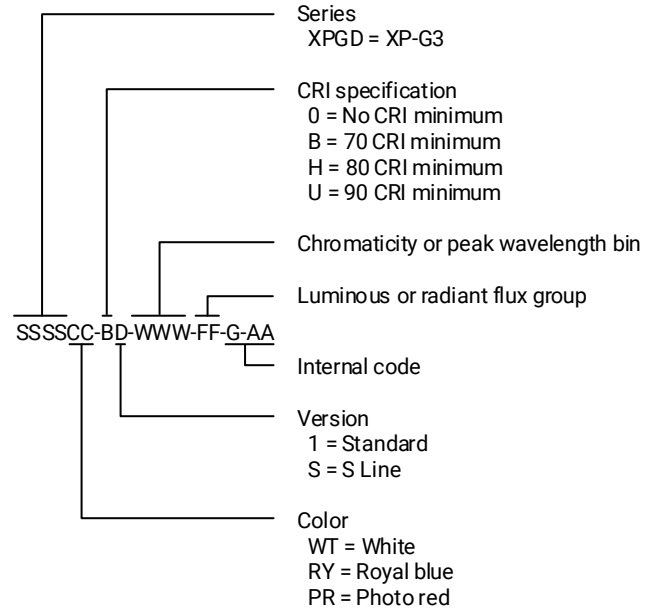 Series
XPGD = XP-G3
CRI specification
0 = No CRI minimum
B = 70 CRI minimum
H = 80 CRI minimum
U = 90 CRI minimum
Chromaticity or peak wavelength bin
Luminous or radiant flux group
SSSSCC-BD-WWW-FF-G-AA
Internal code
Version
1 = Standard
S = S Line
Color
WT = White
RY = Royal blue
PR = Photo red